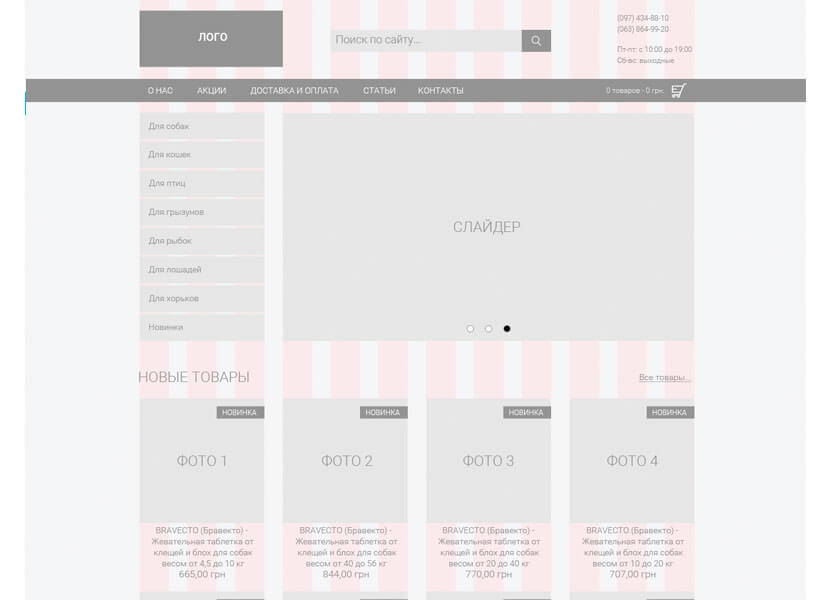 ЛОГО
Поиск по сайту...
(097) 434-88-10
(063) 864-99-20
Пт-пт: с 10:00 до 19:00
Сб-вс: выходные
О НАС АКЦИИ ДОСТАВКА И ОПЛАТА СТАТЬИ КОНТАКТЫ 0 товаров - 0 грн.
Для собак
Для кошек
Для птиц
Для грызунов
Для рыбок
Для лошадей
Для хорьков
Новинки
СЛАЙДЕР
НОВЫЕ ТОВАРЫ
Все товары...
НОВИНКА
ФОТО 1
BRAVECTO (Бравекто) -
Жевательная таблетка от
клещей и блох для собак
весом от 4,5 до 10 кг
665,00 грн
НОВИНКА
ФОТО 2
BRAVECTO (Бравекто) -
Жевательная таблетка от
клещей и блох для собак
весом от 40 до 56 кг
844,00 грн
НОВИНКА
ФОТО 3
BRAVECTO (Бравекто) -
Жевательная таблетка от
клещей и блох для собак
весом от 20 до 40 кг
770,00 грн
НОВИНКА
ФОТО 4
BRAVECTO (Бравекто) -
Жевательная таблетка от
клещей и блох для собак
весом от 10 до 20 кг
707,00 грн